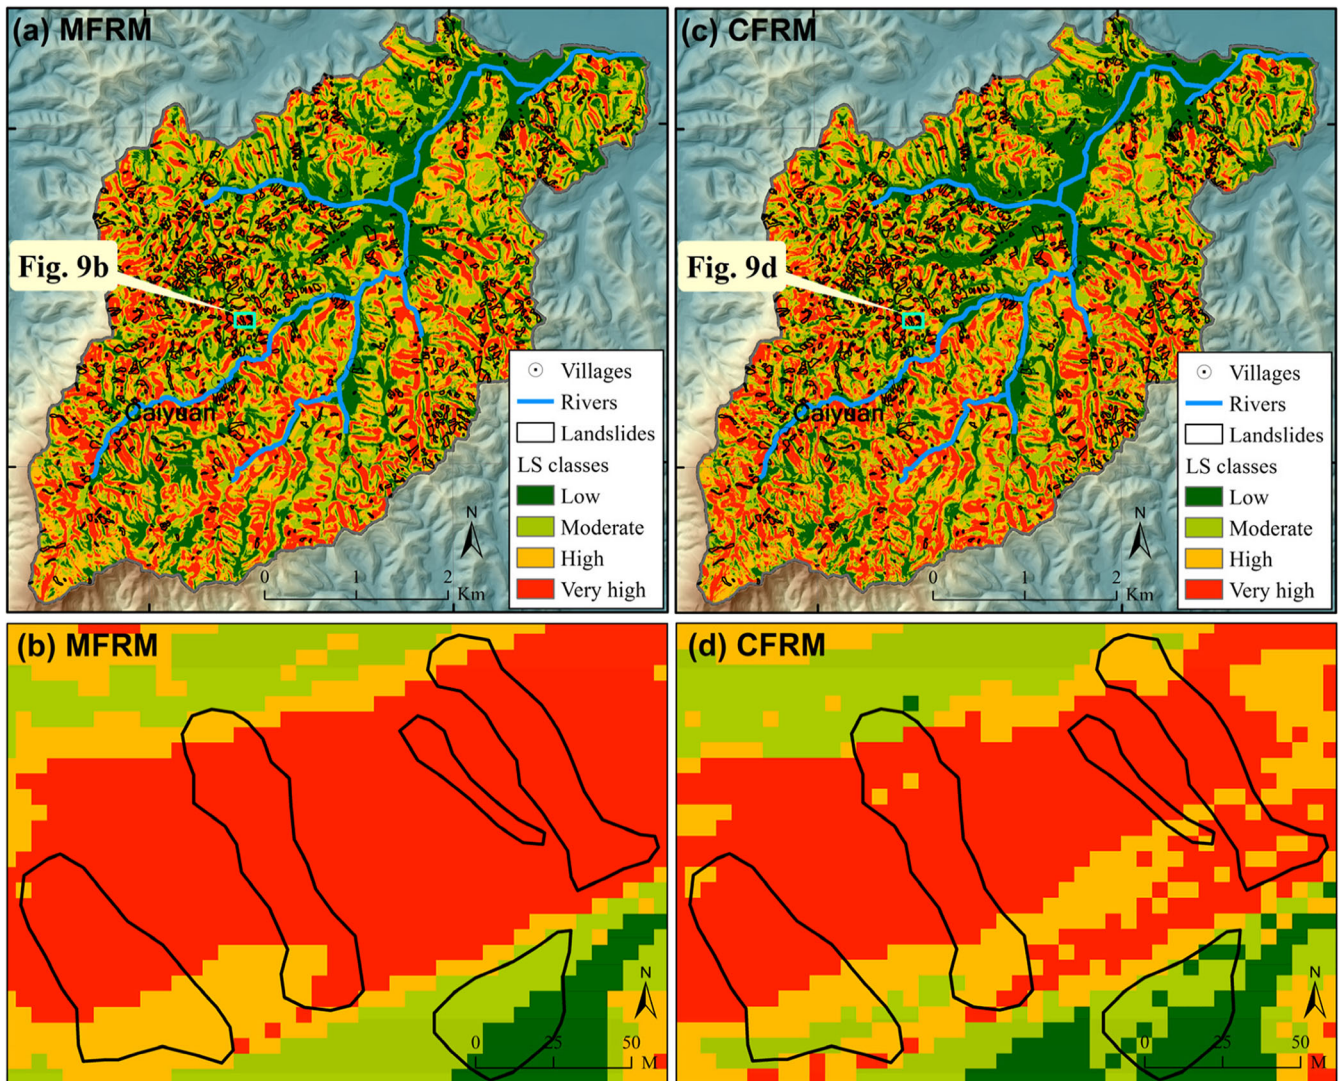 (a) MFRM
Fig. 9b
Caiyuan
Villages
Rivers
Landslides
LS classes
Low
Moderate
High
Very high
N
0 1 2
Km
(c) CFRM
Fig. 9d
Caiyuan
Villages
Rivers
Landslides
LS classes
Low
Moderate
High
Very high
N
0 1 2
Km
(b) MFRM
N
0 25 50
M
(d) CFRM
N
0 25 50
M